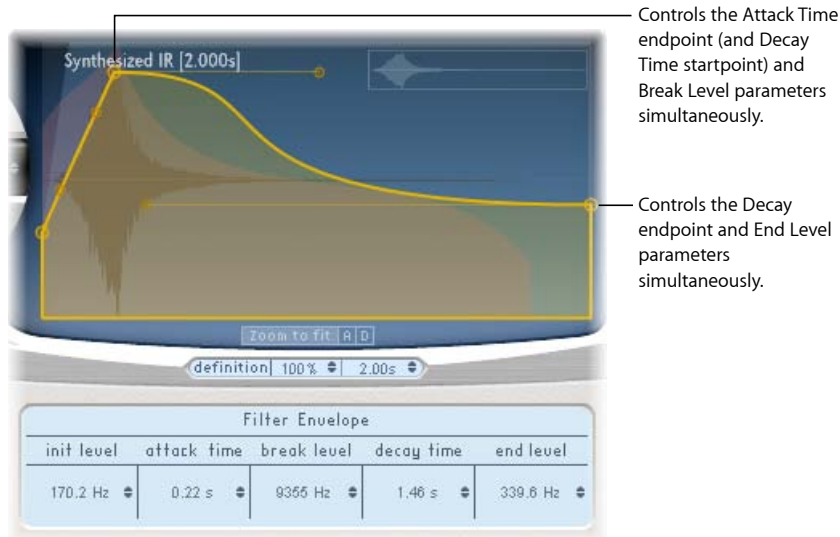 Controls the Attack Time
endpoint (and Decay
Time startpoint) and
Break Level parameters
simultaneously.
Synthesized IR [2.000s]
Controls the Decay
endpoint and End Level
parameters
simultaneously.
Zoom to fit: A D
definition 100% 2.00s
Filter Envelope
init level attack time break level decay time end level
170.2 Hz 0.22 s 9355 Hz 1.46 s 339.6 Hz